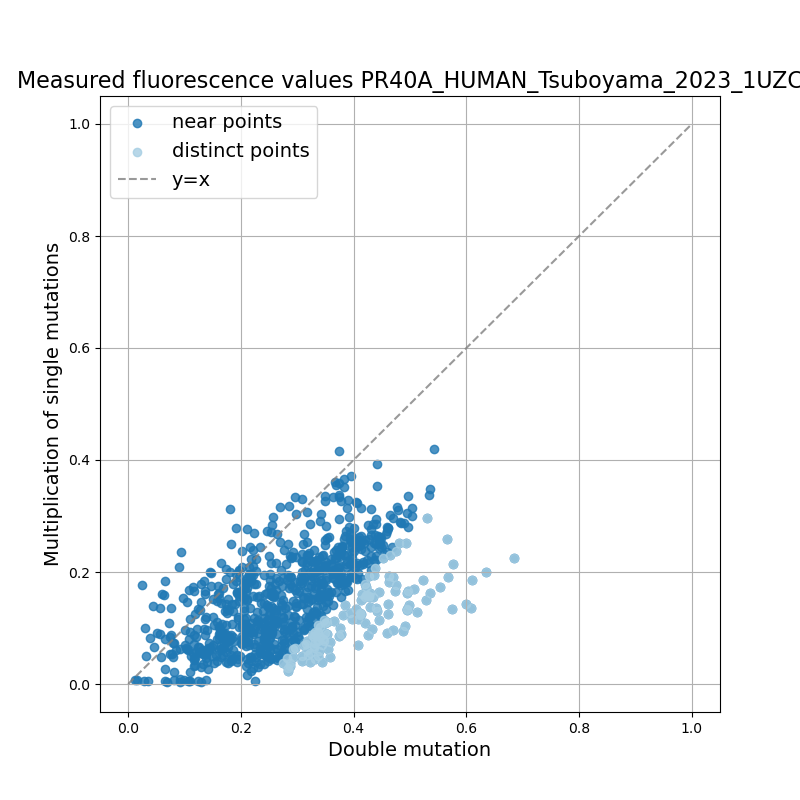 Measured fluorescence values PR40A_HUMAN_Tsuboyama_2023_1UZC
near points
distinct points
y=x
1.0
0.8
0.6
0.4
0.2
0.0
Multiplication of single mutations
0.0 0.2 0.4 0.6 0.8 1.0
Double mutation